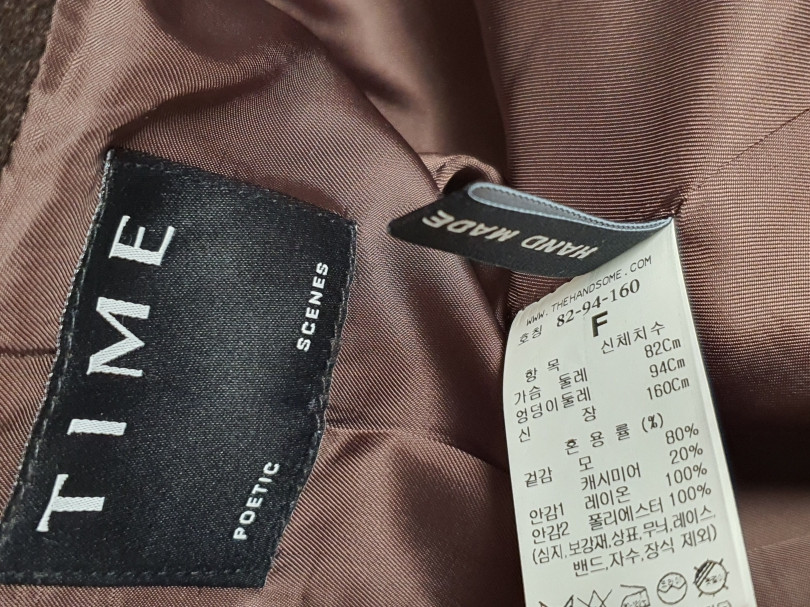 TIME
POETIC SCENES
HAND MADE
WWW.THEHANDSOME.COM
호칭 82-94-160
F
항 목 신체치수
가슴 둘레 82Cm
엉덩이둘레 94Cm
신 장 160Cm
혼 용 률 (%)
겉감 모 80%
캐시미어 20%
안감1 레이온 100%
안감2 폴리에스터 100%
(심지,보강재,상표,무늬,레이스,
밴드,자수,장식 제외)